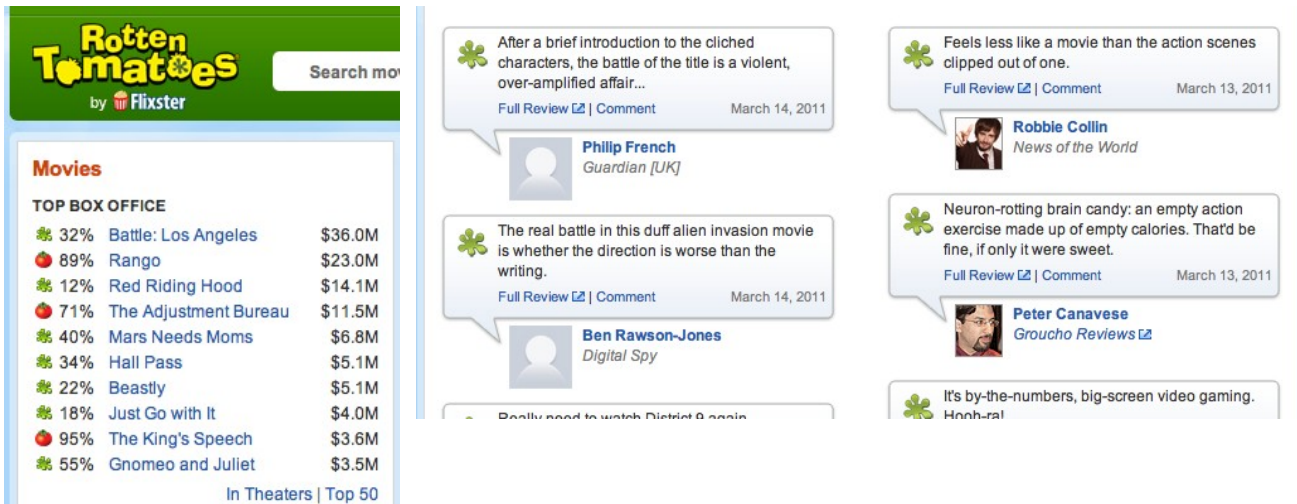 Rotten
Tomatoes
by Flixster
Search mov
Movies
TOP BOX OFFICE
32% Battle: Los Angeles $36.0M
89% Rango $23.0M
12% Red Riding Hood $14.1M
71% The Adjustment Bureau $11.5M
40% Mars Needs Moms $6.8M
34% Hall Pass $5.1M
22% Beastly $5.1M
18% Just Go with It $4.0M
95% The King's Speech $3.6M
55% Gnomeo and Juliet $3.5M
In Theaters | Top 50
After a brief introduction to the cliched
characters, the battle of the title is a violent,
over-amplified affair...
Full Review | Comment March 14, 2011
Philip French
Guardian [UK]
The real battle in this duff alien invasion movie
is whether the direction is worse than the
writing.
Full Review | Comment March 14, 2011
Ben Rawson-Jones
Digital Spy
Really need to watch District 9 again
Feels less like a movie than the action scenes
clipped out of one.
Full Review | Comment March 13, 2011
Robbie Collin
News of the World
Neuron-rotting brain candy: an empty action
exercise made up of empty calories. That'd be
fine, if only it were sweet.
Full Review | Comment March 13, 2011
Peter Canavese
Groucho Reviews
It's by-the-numbers, big-screen video gaming.
Hooh-ra!